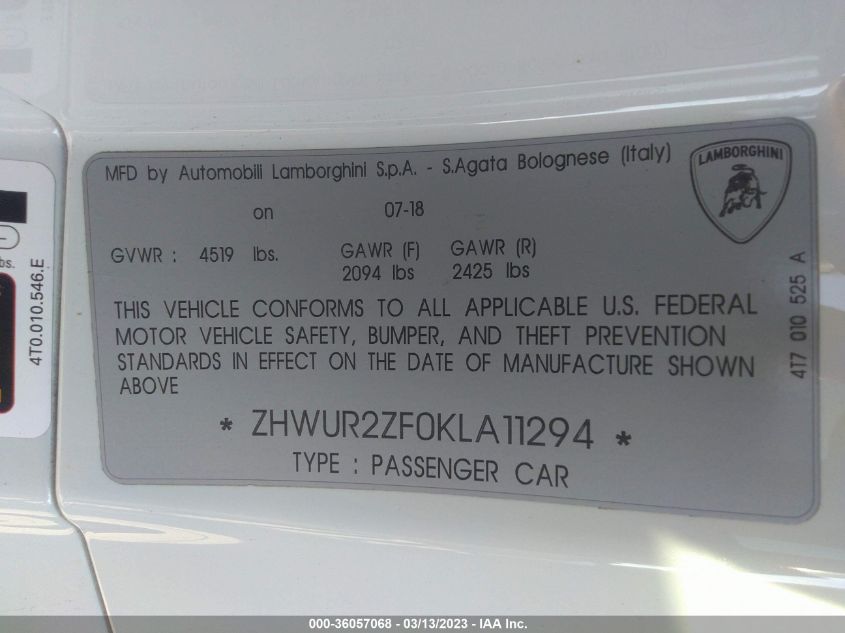 MFD by Automobili Lamborghini S.p.A. - S.Agata Bolognese (Italy)
LAMBORGHINI
on 07-18
GVWR : 4519 lbs. GAWR (F) GAWR (R)
2094 lbs 2425 lbs
THIS VEHICLE CONFORMS TO ALL APPLICABLE U.S. FEDERAL
MOTOR VEHICLE SAFETY, BUMPER, AND THEFT PREVENTION
STANDARDS IN EFFECT ON THE DATE OF MANUFACTURE SHOWN
ABOVE
* ZHWUR2ZF0KLA11294 *
TYPE : PASSENGER CAR
4T7 010 525 A
4T0.010.546.E
bs.
000-36057068 - 03/13/2023 - IAA Inc.